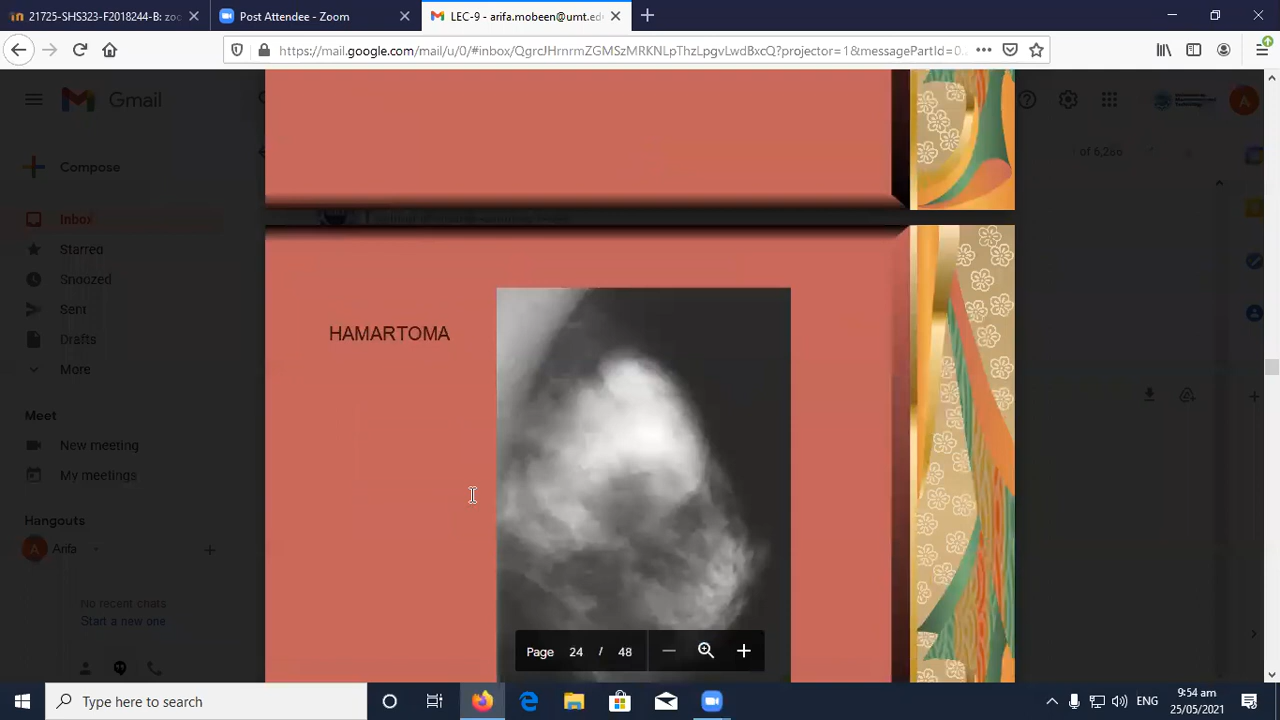 21725-SHS323-F2018244-B: zoo
Post Attendee - Zoom
LEC-9 - arifa.mobeen@umt.ed
https://mail.google.com/mail/u/0/#inbox/QgrcJHrnrmZGMSzMRKNLpThzLpgvLwdBxcQ?projector=1&messagePartId=0.
Gmail
A
Compose
of 6,286
Inbox
Starred
Snoozed
HAMARTOMA
Sent
Drafts
More
Meet
New meeting
My meetings
Hangouts
A Arifa
No recent chats
Start a new one
Page 24 / 48
Type here to search
ENG
9:54 am
25/05/2021